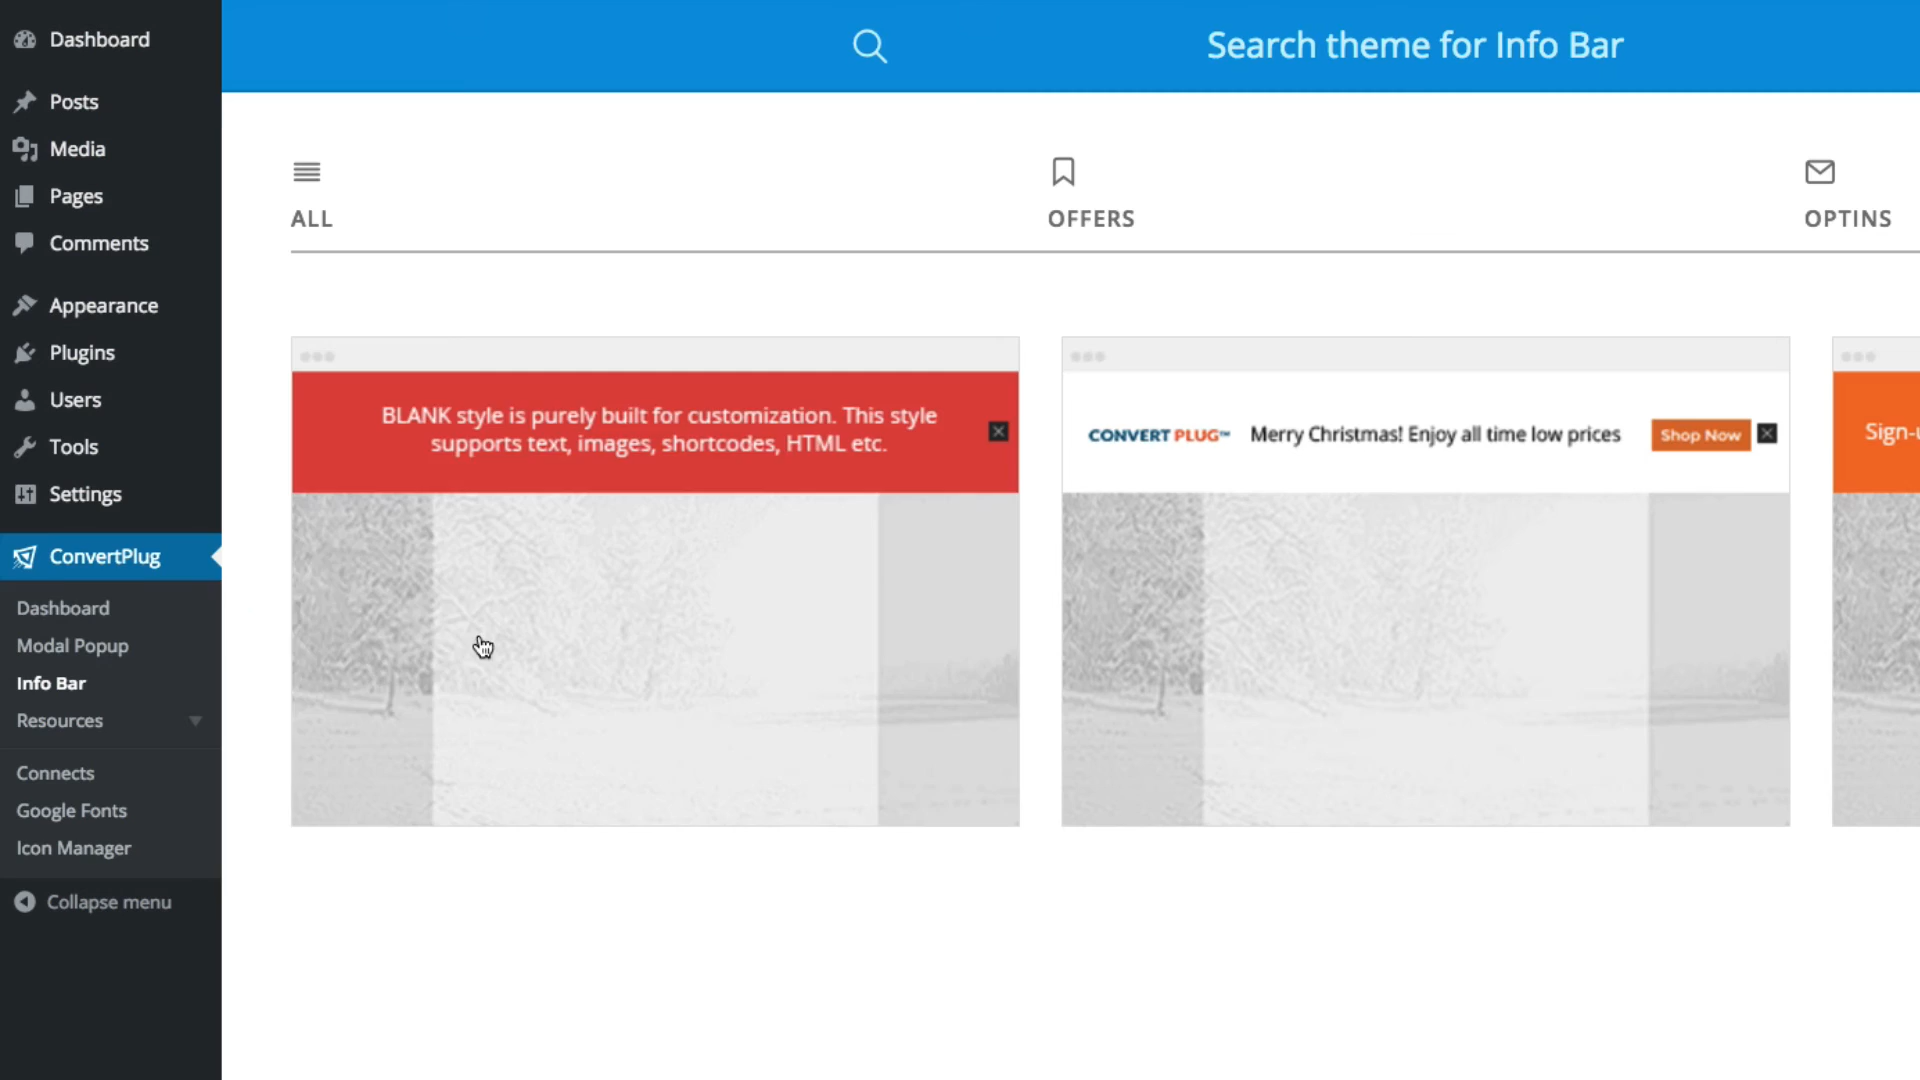 Dashboard
Posts
Media
Pages
Comments
Appearance
Plugins
Users
Tools
Settings
ConvertPlug
Dashboard
Modal Popup
Info Bar
Resources
Connects
Google Fonts
Icon Manager
Collapse menu
Search theme for Info Bar
ALL
OFFERS
OPTINS
BLANK style is purely built for customization. This style
supports text, images, shortcodes, HTML etc.
CONVERT PLUG™ Merry Christmas! Enjoy all time low prices Shop Now
Sign-u